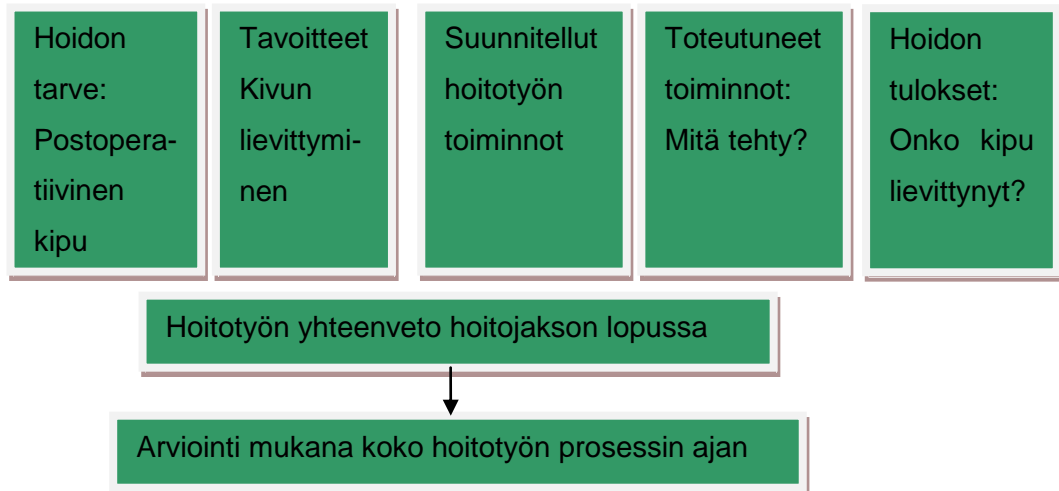 Hoidon
tarve:
Postopera-
tiivinen
kipu
Tavoitteet
Kivun
lievittymi-
nen
Suunnitellut
hoitotyön
toiminnot
Toteutuneet
toiminnot:
Mitä tehty?
Hoidon
tulokset:
Onko kipu
lievittynyt?
Hoitotyön yhteenveto hoitojakson lopussa
Arviointi mukana koko hoitotyön prosessin ajan